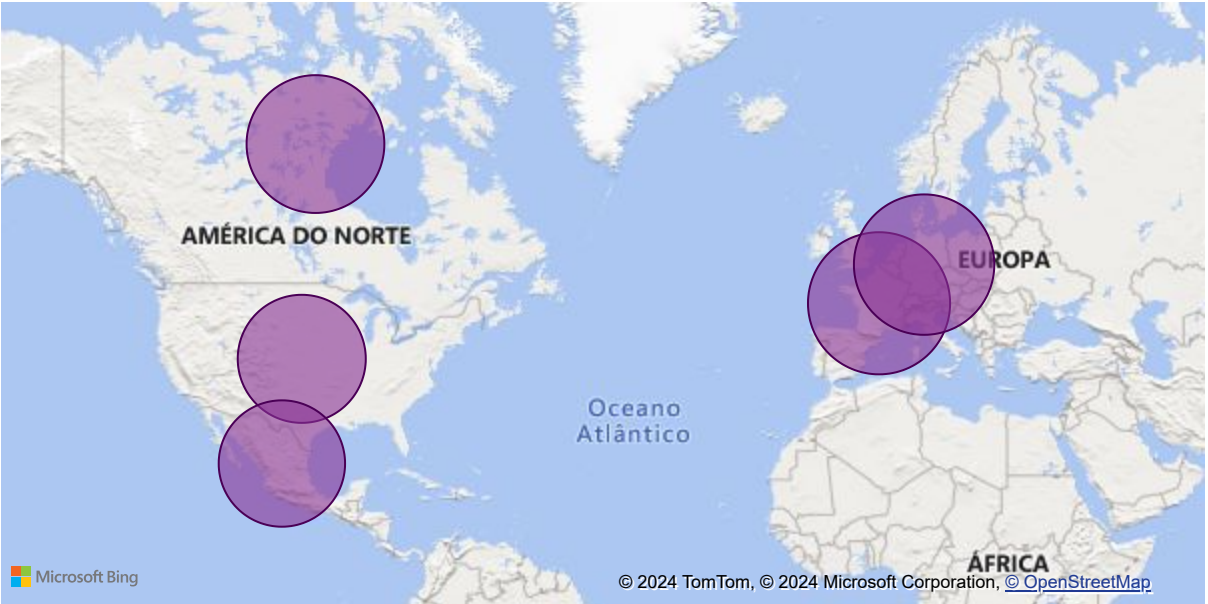 AMÉRICA DO NORTE
EUROPA
Oceano
Atlântico
ÁFRICA
Microsoft Bing
© 2024 TomTom, © 2024 Microsoft Corporation, © OpenStreetMap